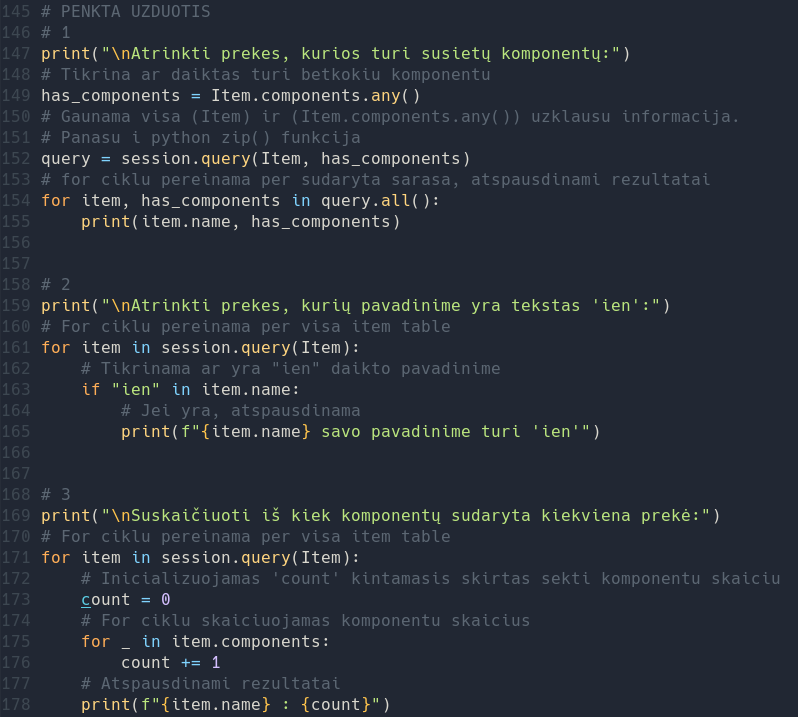 145 # PENKTA UZDUOTIS
146 # 1
147 print("\nAtrinkti prekes, kurios turi susietų komponentų:")
148 # Tikrina ar daiktas turi betkokiu komponentu
149 has_components = Item.components.any()
150 # Gaunama visa (Item) ir (Item.components.any()) uzklausu informacija.
151 # Panasu i python zip() funkcija
152 query = session.query(Item, has_components)
153 # for ciklu pereinama per sudaryta sarasa, atspausdinami rezultatai
154 for item, has_components in query.all():
155     print(item.name, has_components)
156
157
158 # 2
159 print("\nAtrinkti prekes, kurių pavadinime yra tekstas 'ien':")
160 # For ciklu pereinama per visa item table
161 for item in session.query(Item):
162     # Tikrinama ar yra "ien" daikto pavadinime
163     if "ien" in item.name:
164         # Jei yra, atspausdinama
165         print(f"{item.name} savo pavadinime turi 'ien'")
166
167
168 # 3
169 print("\nSuskaičiuoti iš kiek komponentų sudaryta kiekviena prekė:")
170 # For ciklu pereinama per visa item table
171 for item in session.query(Item):
172     # Inicializuojamas 'count' kintamasis skirtas sekti komponentu skaiciu
173     count = 0
174     # For ciklu skaiciuojamas komponentu skaicius
175     for _ in item.components:
176         count += 1
177     # Atspausdinami rezultatai
178     print(f"{item.name} : {count}")